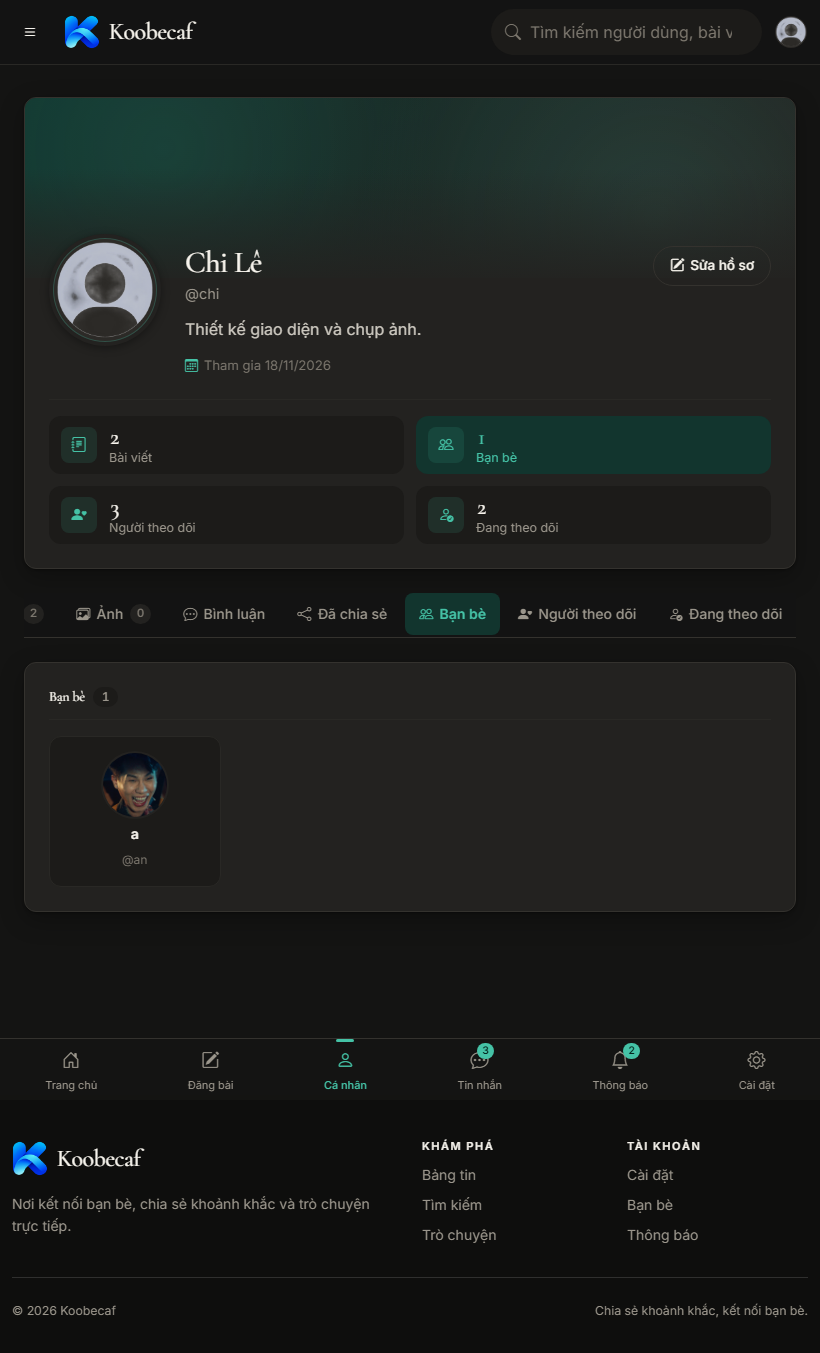 Koobecaf
Tìm kiếm người dùng, bài v
Chi Lê
@chi
Sửa hồ sơ
Thiết kế giao diện và chụp ảnh.
Tham gia 18/11/2026
2
Bài viết
1
Bạn bè
3
Người theo dõi
2
Đang theo dõi
2 Ảnh 0 Bình luận Đã chia sẻ Bạn bè Người theo dõi Đang theo dõi
Bạn bè 1
a
@an
3 2
Trang chủ Đăng bài Cá nhân Tin nhắn Thông báo Cài đặt
Koobecaf
Nơi kết nối bạn bè, chia sẻ khoảnh khắc và trò chuyện
trực tiếp.
KHÁM PHÁ
Bảng tin
Tìm kiếm
Trò chuyện
TÀI KHOẢN
Cài đặt
Bạn bè
Thông báo
© 2026 Koobecaf
Chia sẻ khoảnh khắc, kết nối bạn bè.